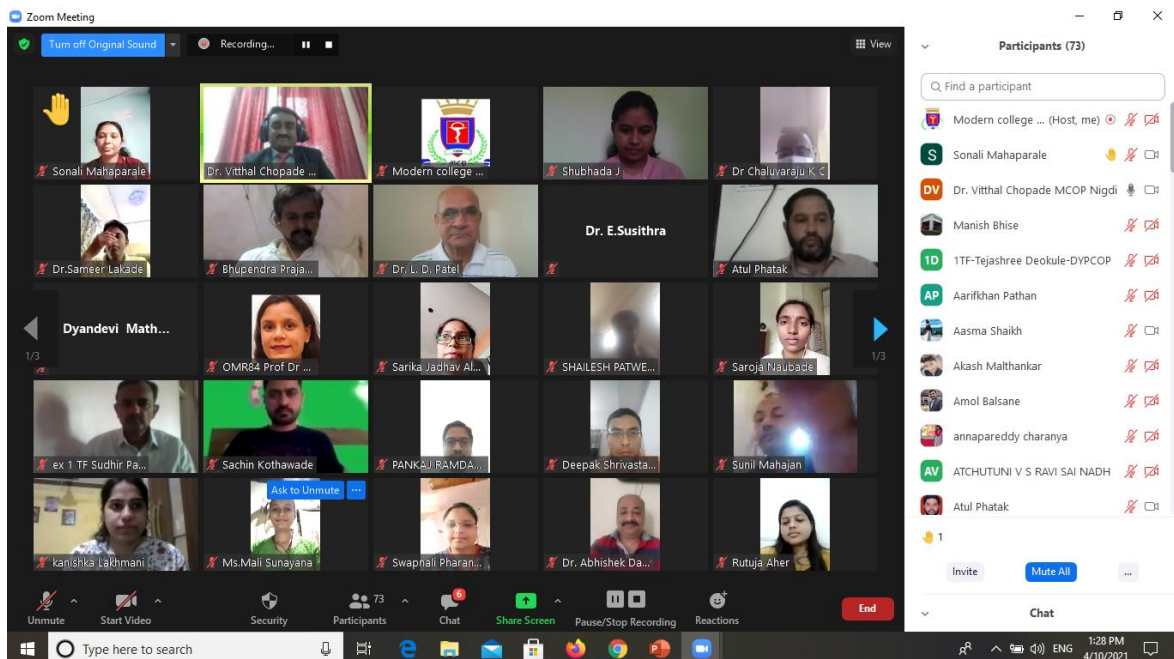 Zoom Meeting
Turn off Original Sound
Recording...
View
Participants (73)
Find a participant
Sonali Mahaparale
Dr. Vitthal Chopade ...
MCP
Modern college ...
Shubhada J
Dr Chaluvaraju K C
Dr.Sameer Lakade
Bhupendra Praja...
Dr. L. D. Patel
Dr. E.Susithra
Atul Phatak
Dyandevi Math...
1/3
OMR84 Prof Dr ...
Sarika Jadhav Al...
SHAILESH PATWE...
Saroja Naubade
1/3
ex 1 TF Sudhir Pa...
Sachin Kothawade
PANKAJ RAMDA...
Deepak Shrivasta...
Sunil Mahajan
Ask to Unmute ...
kanishka Lakhmani
Ms.Mali Sunayana
Swapnali Pharan...
Dr. Abhishek Da...
Rutuja Aher
Modern college ... (Host, me)
S Sonali Mahaparale
DV Dr. Vitthal Chopade MCOP Nigdi
Manish Bhise
1D 1TF-Tejashree Deokule-DYPCOP
AP Aarifkhan Pathan
Aasma Shaikh
Akash Malthankar
Amol Balsane
annapareddy charanya
AV ATCHUTUNI V S RAVI SAI NADH
Atul Phatak
1
Invite
Mute All
...
Chat
Unmute
Start Video
Security
73
Participants
6
Chat
Share Screen
Pause/Stop Recording
Reactions
End
Type here to search
ENG
1:28 PM
4/10/2021